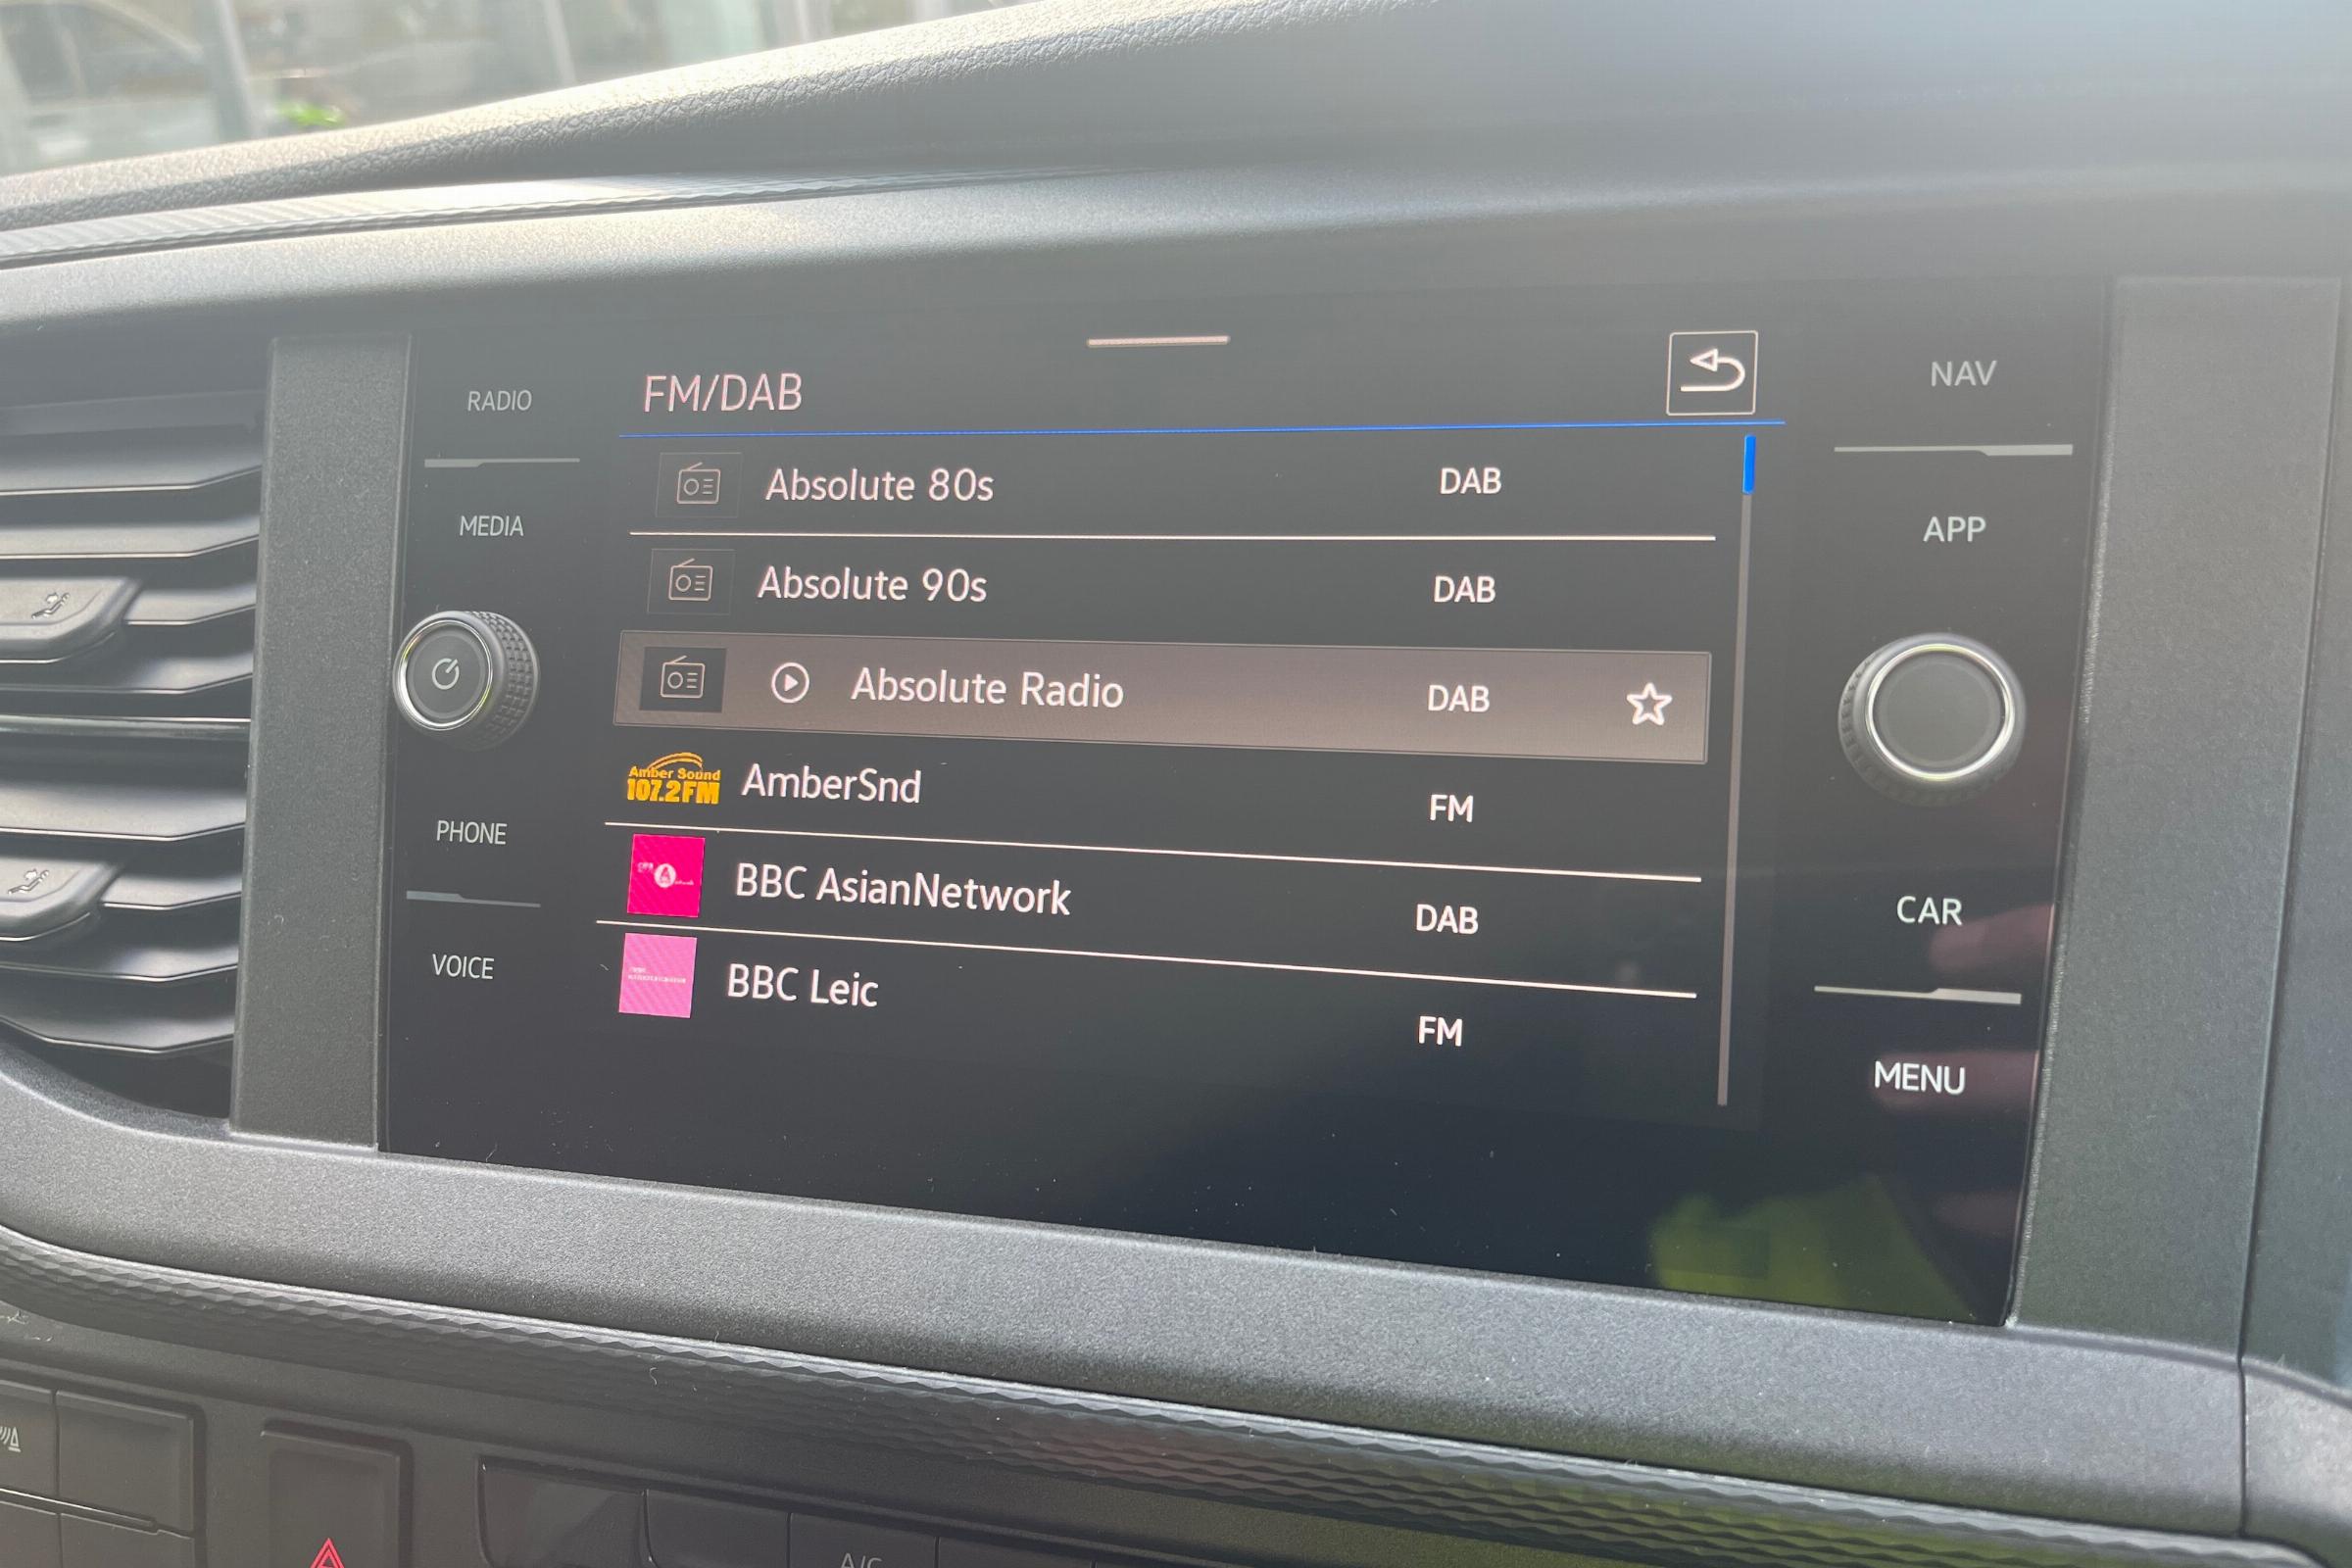 RADIO
MEDIA
PHONE
VOICE
FM/DAB
Absolute 80s DAB
Absolute 90s DAB
Absolute Radio DAB
Amber Sound
107.2FM
AmberSnd FM
BBC AsianNetwork DAB
BBC Leic FM
NAV
APP
CAR
MENU
A/C